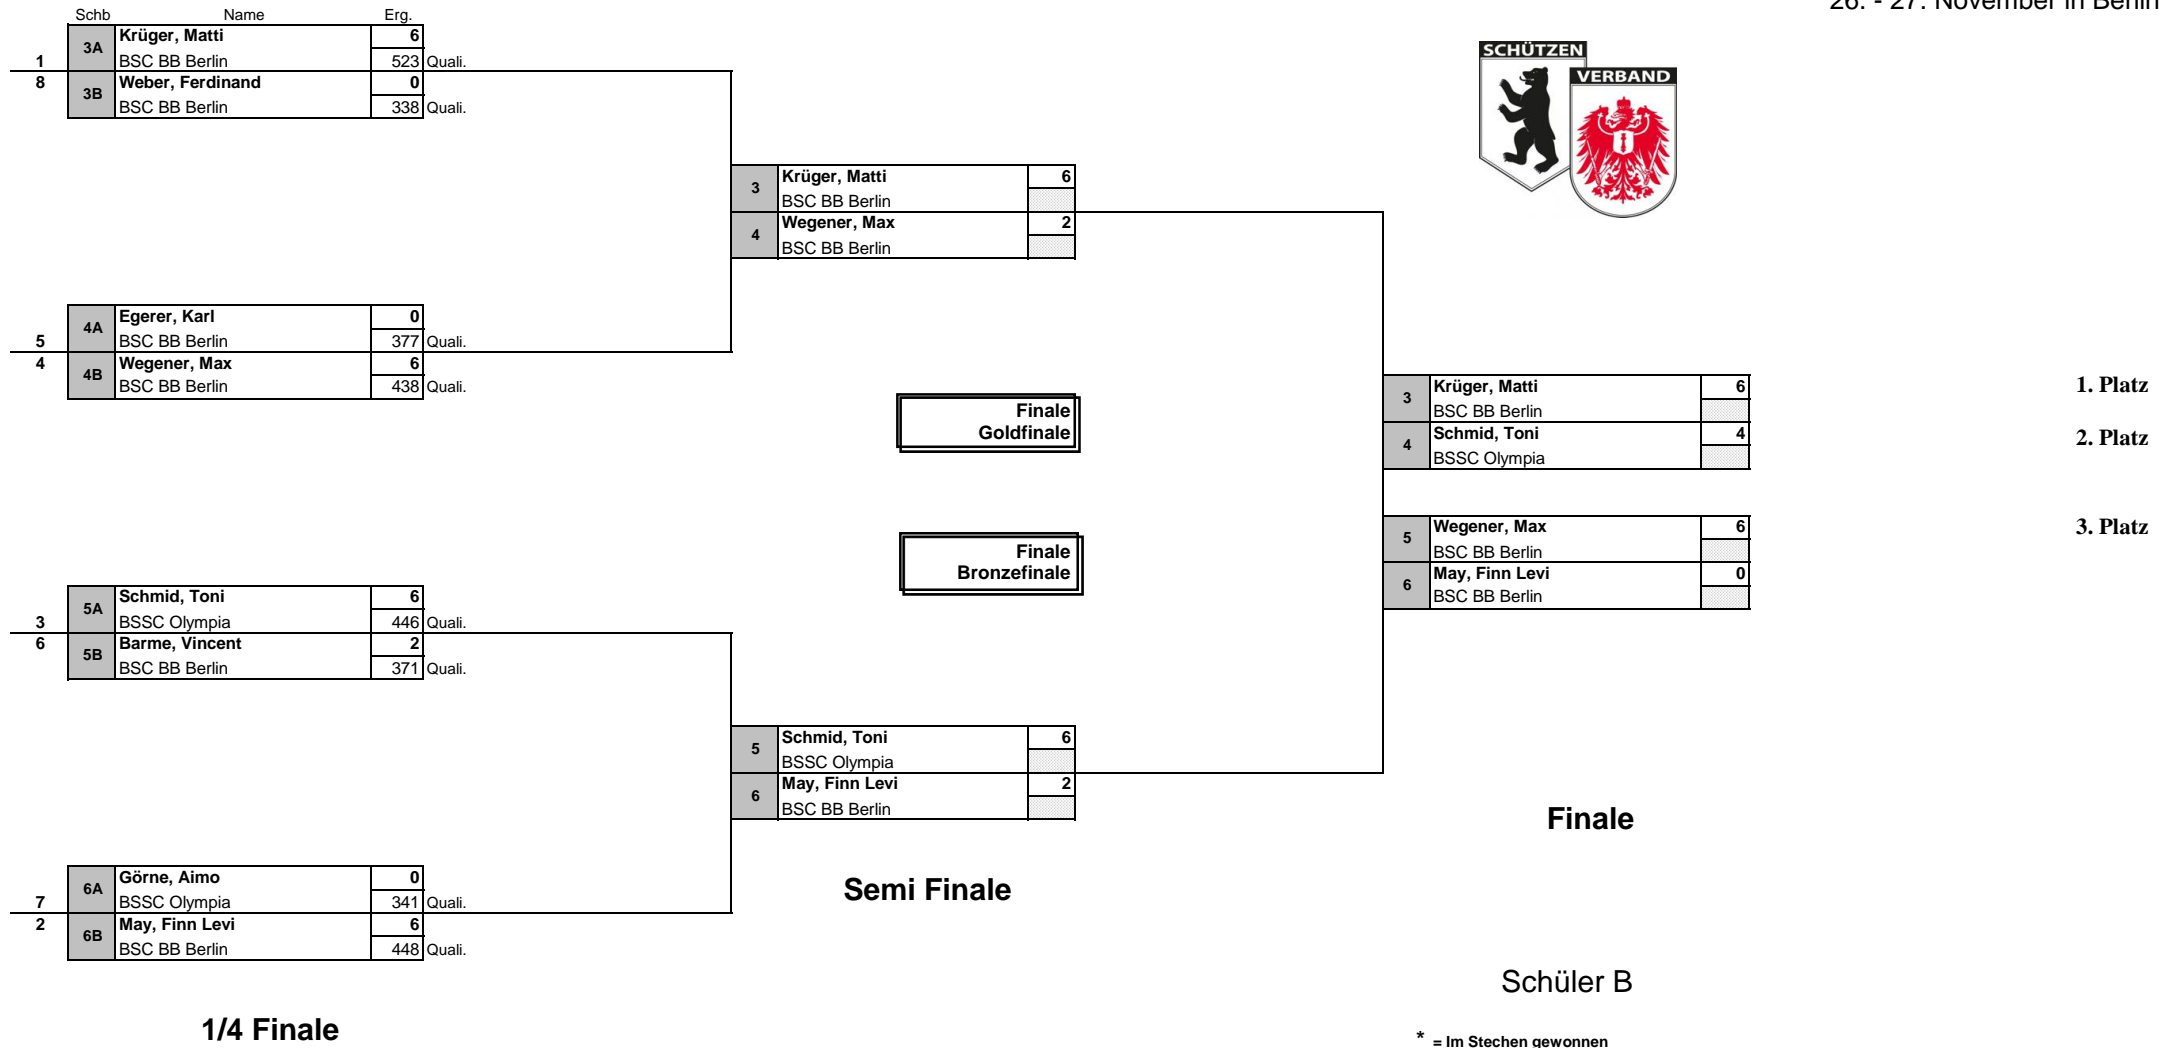 26. - 27. November in Berlin
Schb Name Erg.
3A Krüger, Matti 6
1 BSC BB Berlin 523 Quali.
8 3B Weber, Ferdinand 0
BSC BB Berlin 338 Quali.
SCHÜTZEN
VERBAND
3 Krüger, Matti 6
BSC BB Berlin
4 Wegener, Max 2
BSC BB Berlin
4A Egerer, Karl 0
5 BSC BB Berlin 377 Quali.
4 4B Wegener, Max 6
BSC BB Berlin 438 Quali.
Finale
Goldfinale
3 Krüger, Matti 6 1. Platz
BSC BB Berlin
4 Schmid, Toni 4 2. Platz
BSSC Olympia
Finale
Bronzefinale
5 Wegener, Max 6 3. Platz
BSC BB Berlin
6 May, Finn Levi 0
BSC BB Berlin
5A Schmid, Toni 6
3 BSSC Olympia 446 Quali.
6 5B Barme, Vincent 2
BSC BB Berlin 371 Quali.
5 Schmid, Toni 6
BSSC Olympia
6 May, Finn Levi 2
BSC BB Berlin
Finale
6A Görne, Aimo 0
7 BSSC Olympia 341 Quali.
2 6B May, Finn Levi 6
BSC BB Berlin 448 Quali.
Semi Finale
Schüler B
1/4 Finale
* = Im Stechen gewonnen